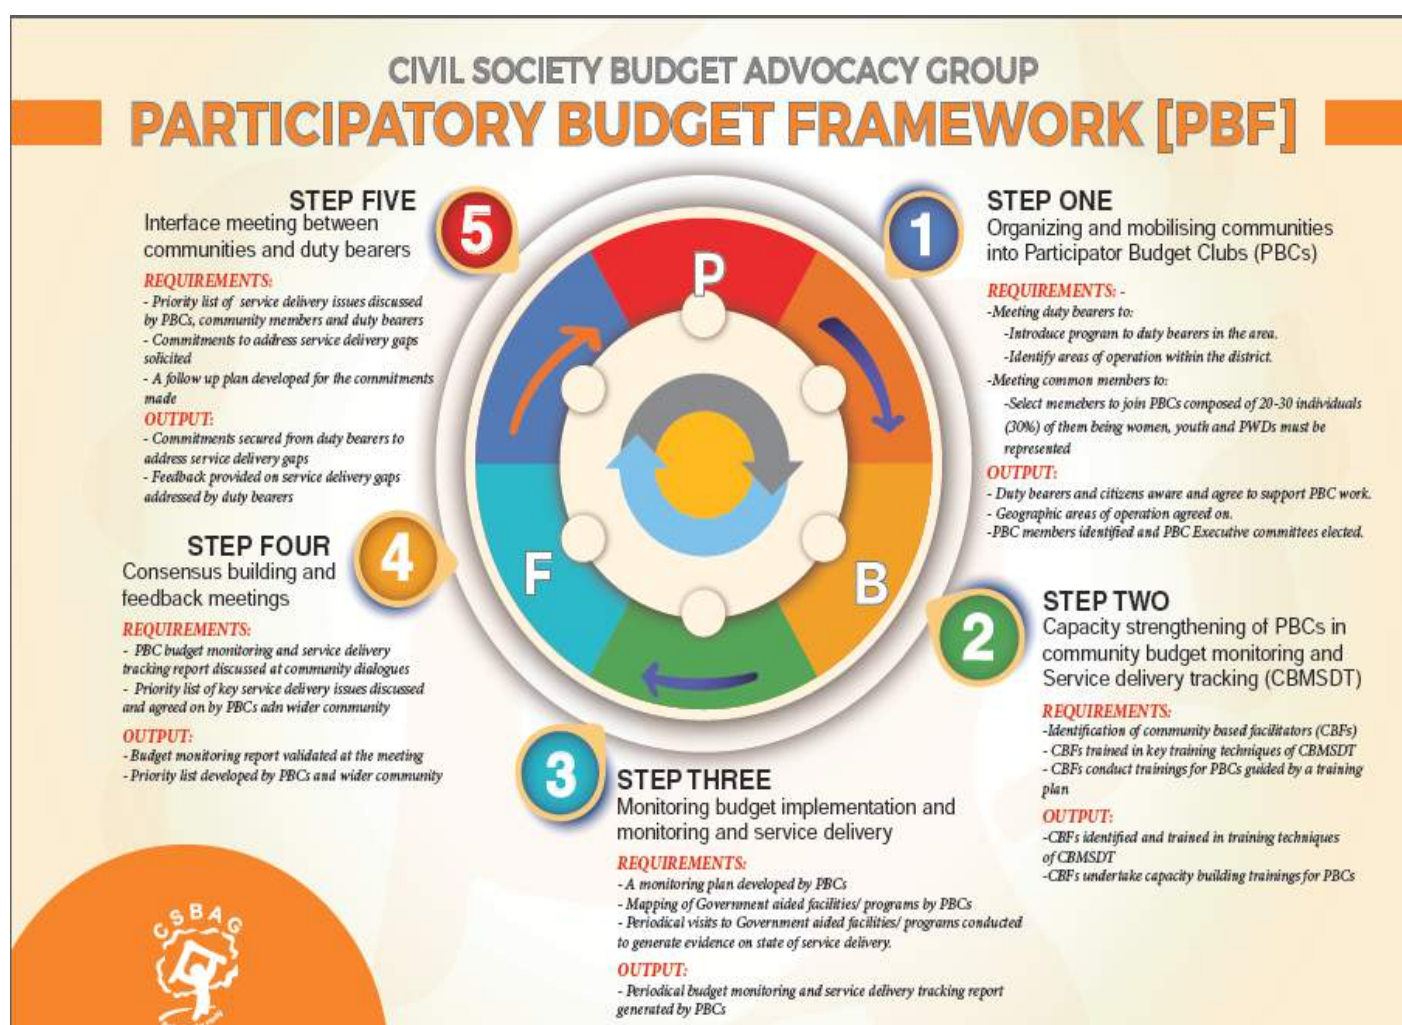 CIVIL SOCIETY BUDGET ADVOCACY GROUP
PARTICIPATORY BUDGET FRAMEWORK [PBF]
1
STEP ONE
Organizing and mobilising communities
into Participator Budget Clubs (PBCs)
REQUIREMENTS: -
-Meeting duty bearers to:
-Introduce program to duty bearers in the area.
-Identify areas of operation within the district.
-Meeting common members to:
-Select memebers to join PBCs composed of 20-30 individuals
(30%) of them being women, youth and PWDs must be
represented
OUTPUT:
- Duty bearers and citizens aware and agree to support PBC work.
- Geographic areas of operation agreed on.
-PBC members identified and PBC Executive committees elected.
2
STEP TWO
Capacity strengthening of PBCs in
community budget monitoring and
Service delivery tracking (CBMSDT)
REQUIREMENTS:
-Identification of community based facilitators (CBFs)
- CBFs trained in key training techniques of CBMSDT
- CBFs conduct trainings for PBCs guided by a training
plan
OUTPUT:
-CBFs identified and trained in training techniques
of CBMSDT
-CBFs undertake capacity building trainings for PBCs
3
STEP THREE
Monitoring budget implementation and
monitoring and service delivery
REQUIREMENTS:
- A monitoring plan developed by PBCs
- Mapping of Government aided facilities/ programs by PBCs
- Periodical visits to Government aided facilities/ programs conducted
to generate evidence on state of service delivery.
OUTPUT:
- Periodical budget monitoring and service delivery tracking report
generated by PBCs
4
STEP FOUR
Consensus building and
feedback meetings
REQUIREMENTS:
- PBC budget monitoring and service delivery
tracking report discussed at community dialogues
- Priority list of key service delivery issues discussed
and agreed on by PBCs adn wider community
OUTPUT:
- Budget monitoring report validated at the meeting
- Priority list developed by PBCs and wider community
5
STEP FIVE
Interface meeting between
communities and duty bearers
REQUIREMENTS:
- Priority list of service delivery issues discussed
by PBCs, community members and duty bearers
- Commitments to address service delivery gaps
solicited
- A follow up plan developed for the commitments
made
OUTPUT:
- Commitments secured from duty bearers to
address service delivery gaps
- Feedback provided on service delivery gaps
addressed by duty bearers
P
B
F
CSBAG